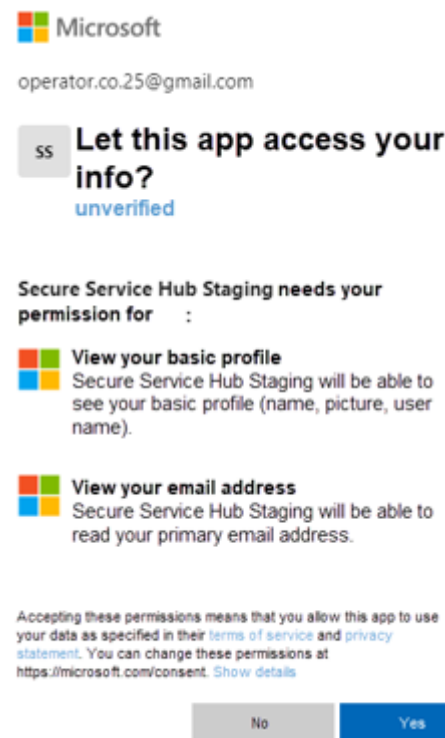 Microsoft
operator.co.25@gmail.com
ss
Let this app access your
info?
unverified
Secure Service Hub Staging needs your
permission for :
View your basic profile
Secure Service Hub Staging will be able to
see your basic profile (name, picture, user
name).
View your email address
Secure Service Hub Staging will be able to
read your primary email address.
Accepting these permissions means that you allow this app to use
your data as specified in their terms of service and privacy
statement. You can change these permissions at
https://microsoft.com/consent. Show details
No
Yes